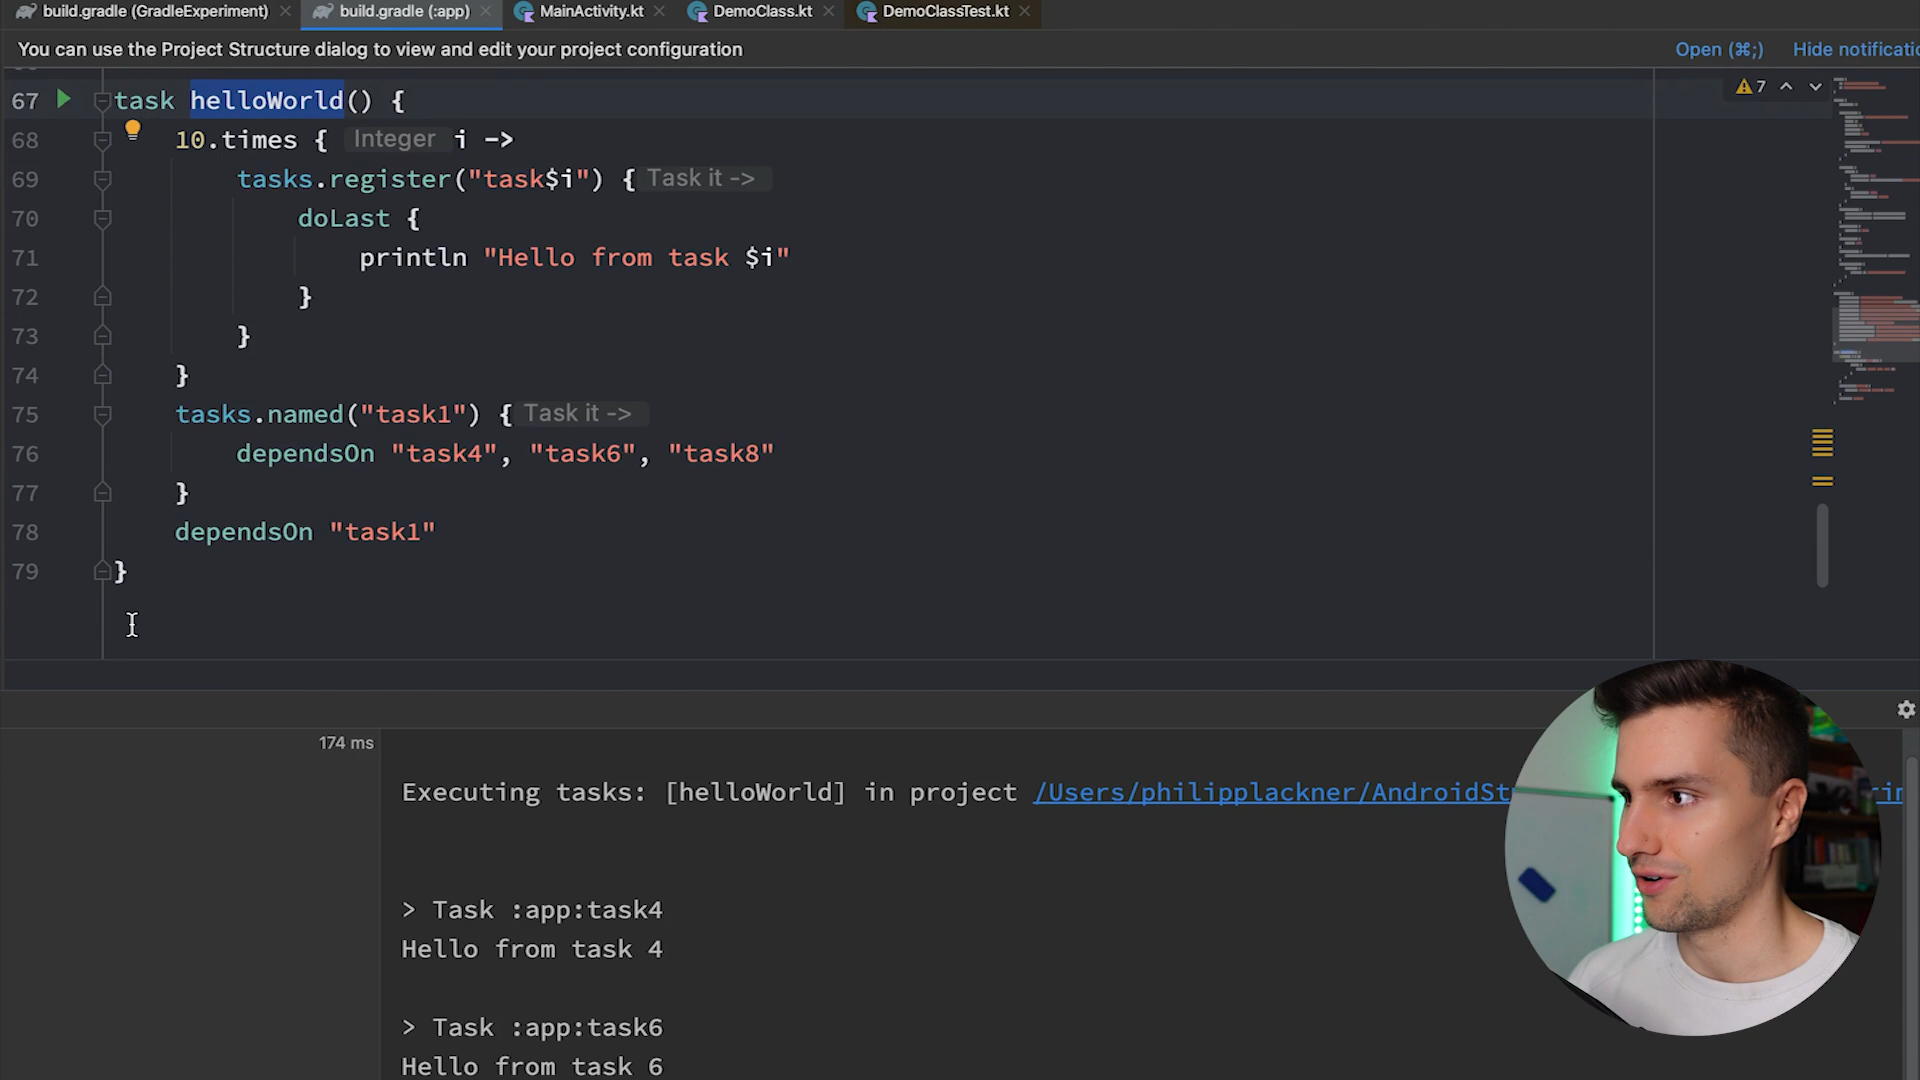 build.gradle (GradleExperiment) build.gradle (:app) MainActivity.kt DemoClass.kt DemoClassTest.kt
You can use the Project Structure dialog to view and edit your project configuration Open (⌘;) Hide notificatio
67 task helloWorld() { 7
68 10.times { Integer i ->
69 tasks.register("task$i") { Task it ->
70 doLast {
71 println "Hello from task $i"
72 }
73 }
74 }
75 tasks.named("task1") { Task it ->
76 dependsOn "task4", "task6", "task8"
77 }
78 dependsOn "task1"
79 }
174 ms
Executing tasks: [helloWorld] in project /Users/philipplackner/AndroidSt
> Task :app:task4
Hello from task 4
> Task :app:task6
Hello from task 6